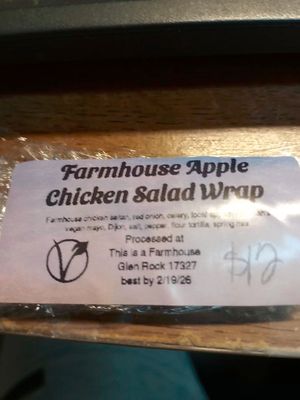 Farmhouse Apple
Chicken Salad Wrap
Farmhouse chicken seitan, red onion, celery, local
vegan mayo, Dijon, salt, pepper, flour tortilla, spring mix
Processed at
This is a Farmhouse
Glen Rock 17327
best by 2/19/26
V
$12